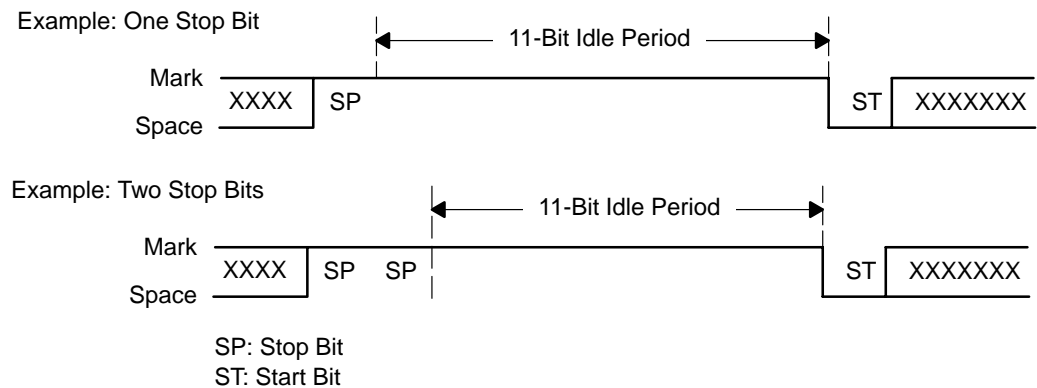 Example: One Stop Bit
11-Bit Idle Period
Mark
XXXX SP ST XXXXXXX
Space
Example: Two Stop Bits
11-Bit Idle Period
Mark
XXXX SP SP ST XXXXXXX
Space
SP: Stop Bit
ST: Start Bit